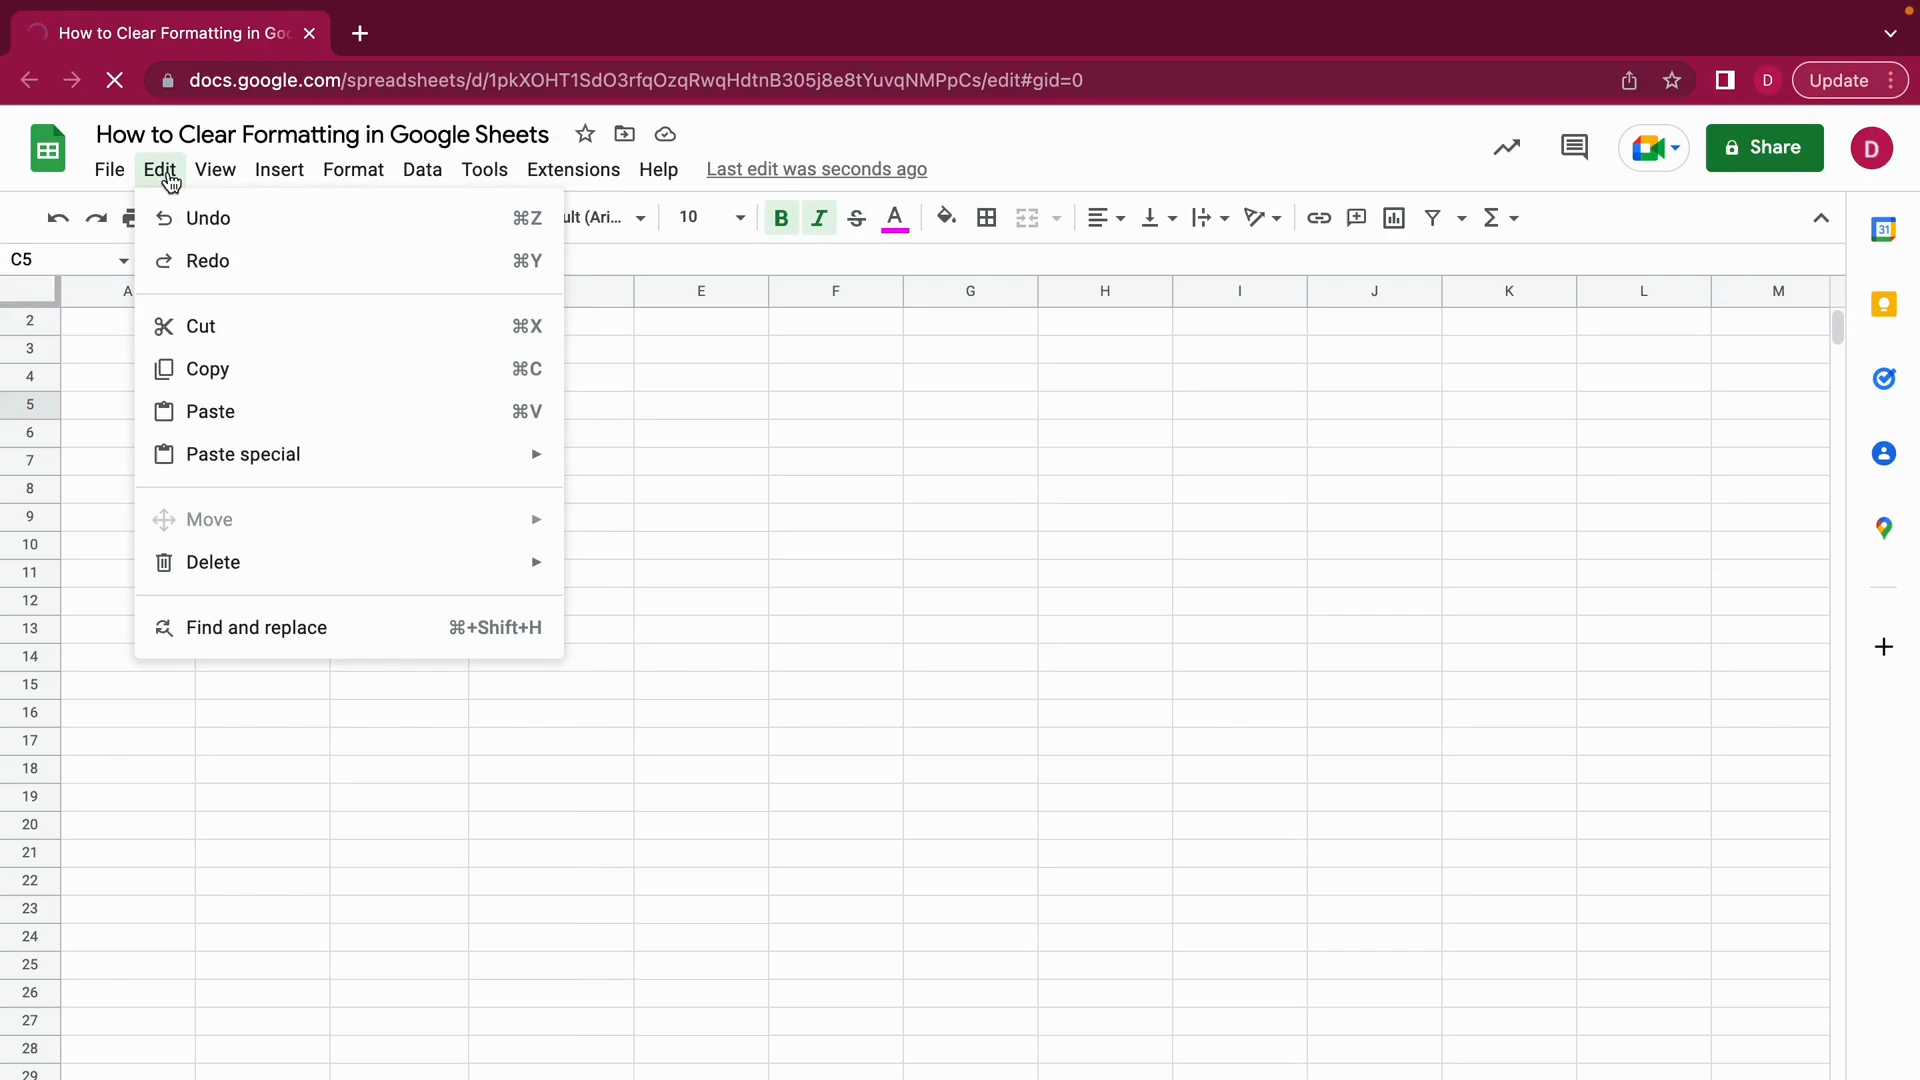 How to Clear Formatting in Goo
docs.google.com/spreadsheets/d/1pkXOHT1SdO3rfqOzqRwqHdtnB305j8e8tYuvqNMPpCs/edit#gid=0
D
Update
How to Clear Formatting in Google Sheets
File Edit View Insert Format Data Tools Extensions Help Last edit was seconds ago
Share
D
ult (Ari... 10 B I S A
31
C5
Undo ⌘Z
Redo ⌘Y
Cut ⌘X
Copy ⌘C
Paste ⌘V
Paste special
Move
Delete
Find and replace ⌘+Shift+H
A E F G H I J K L M
2
3
4
5
6
7
8
9
10
11
12
13
14
15
16
17
18
19
20
21
22
23
24
25
26
27
28
29